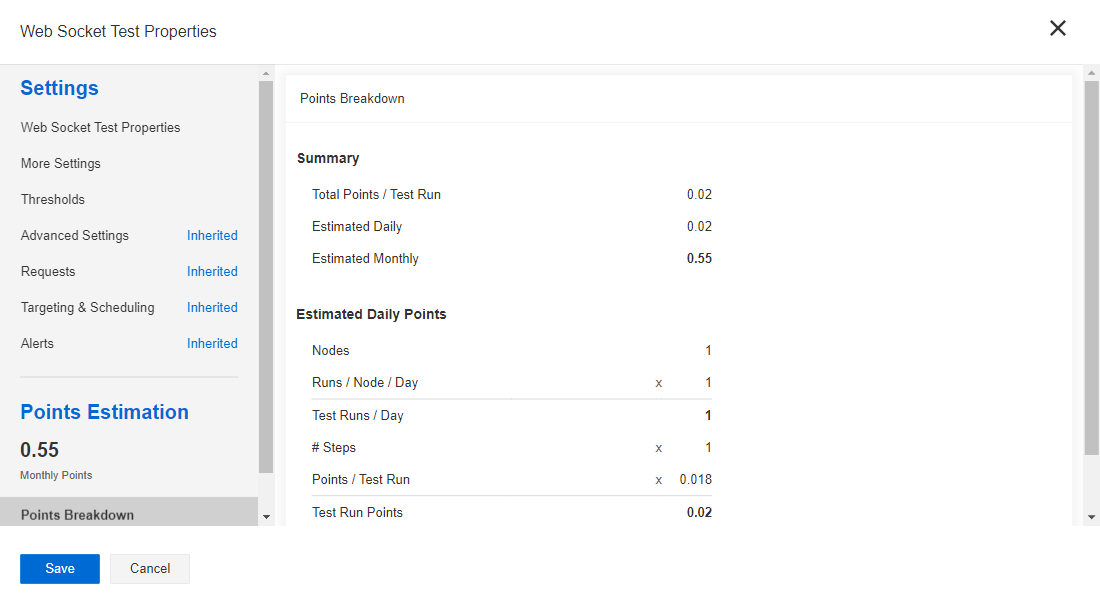 Web Socket Test Properties
Settings
Web Socket Test Properties
More Settings
Thresholds
Advanced Settings Inherited
Requests Inherited
Targeting & Scheduling Inherited
Alerts Inherited
Points Estimation
0.55
Monthly Points
Points Breakdown
Points Breakdown
Summary
Total Points / Test Run 0.02
Estimated Daily 0.02
Estimated Monthly 0.55
Estimated Daily Points
Nodes 1
Runs / Node / Day x 1
Test Runs / Day 1
# Steps x 1
Points / Test Run x 0.018
Test Run Points 0.02
Save Cancel